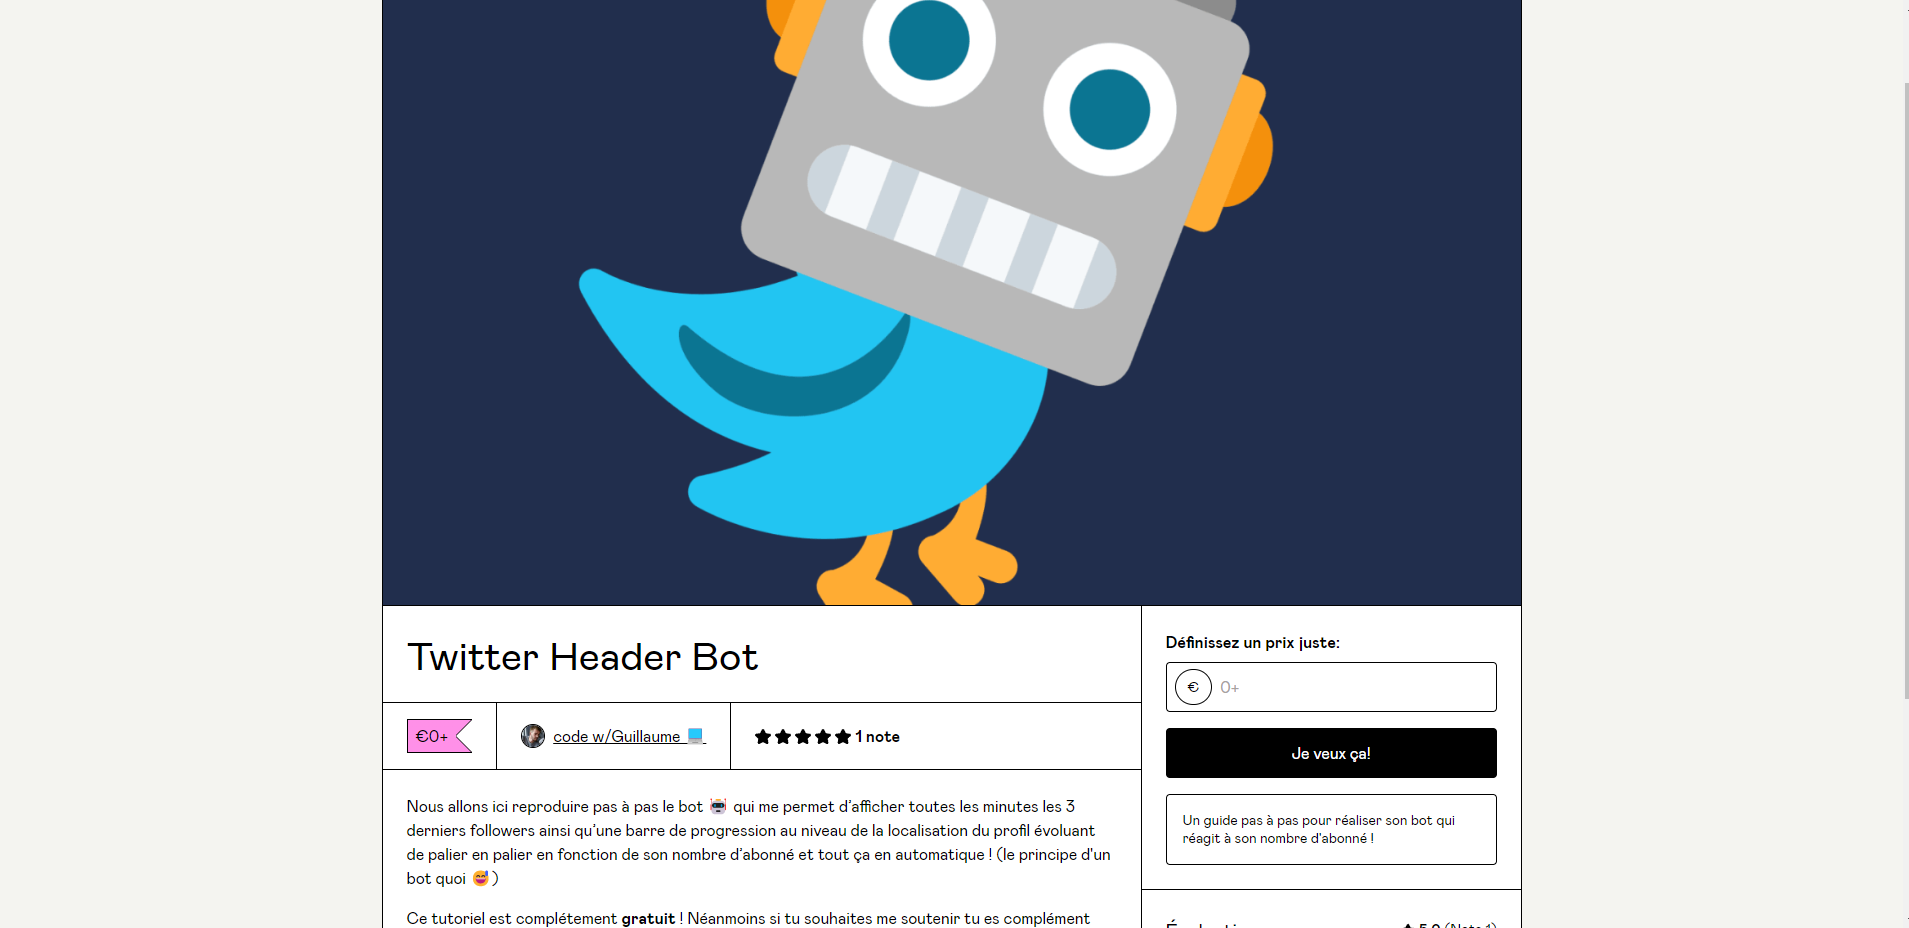 Twitter Header Bot
€0+
code w/Guillaume
1 note
Nous allons ici reproduire pas à pas le bot 🤖 qui me permet d’afficher toutes les minutes les 3
derniers followers ainsi qu’une barre de progression au niveau de la localisation du profil évoluant
de palier en palier en fonction de son nombre d’abonné et tout ça en automatique ! (le principe d'un
bot quoi 😅)
Ce tutoriel est complétement gratuit ! Néanmoins si tu souhaites me soutenir tu es complément
Définissez un prix juste:
€ 0+
Je veux ça!
Un guide pas à pas pour réaliser son bot qui
réagit à son nombre d'abonné !